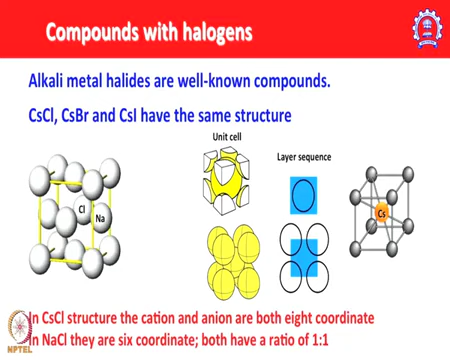 Compounds with halogens
Alkali metal halides are well-known compounds.
CsCl, CsBr and CsI have the same structure
Unit cell
Layer sequence
Cl
Na
Cs
In CsCl structure the cation and anion are both eight coordinate
In NaCl they are six coordinate; both have a ratio of 1:1
NPTEL